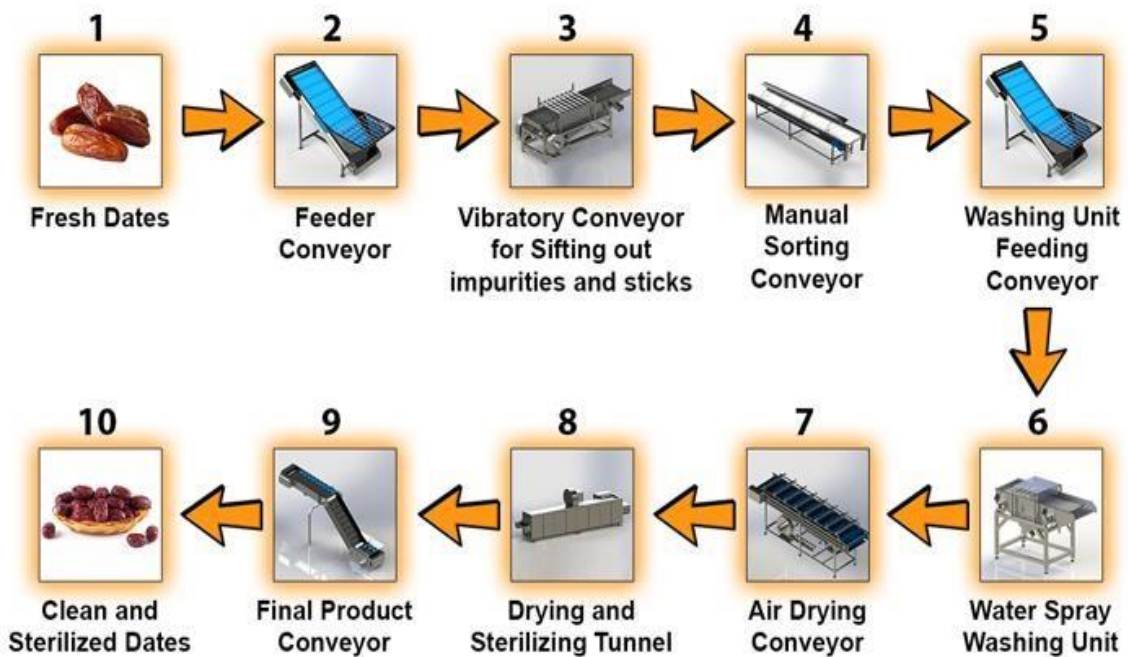 1
2
3
4
5
Fresh Dates
Feeder
Conveyor
Vibratory Conveyor
for Sifting out
impurities and sticks
Manual
Sorting
Conveyor
Washing Unit
Feeding
Conveyor
10
9
8
7
6
Clean and
Sterilized Dates
Final Product
Conveyor
Drying and
Sterilizing Tunnel
Air Drying
Conveyor
Water Spray
Washing Unit